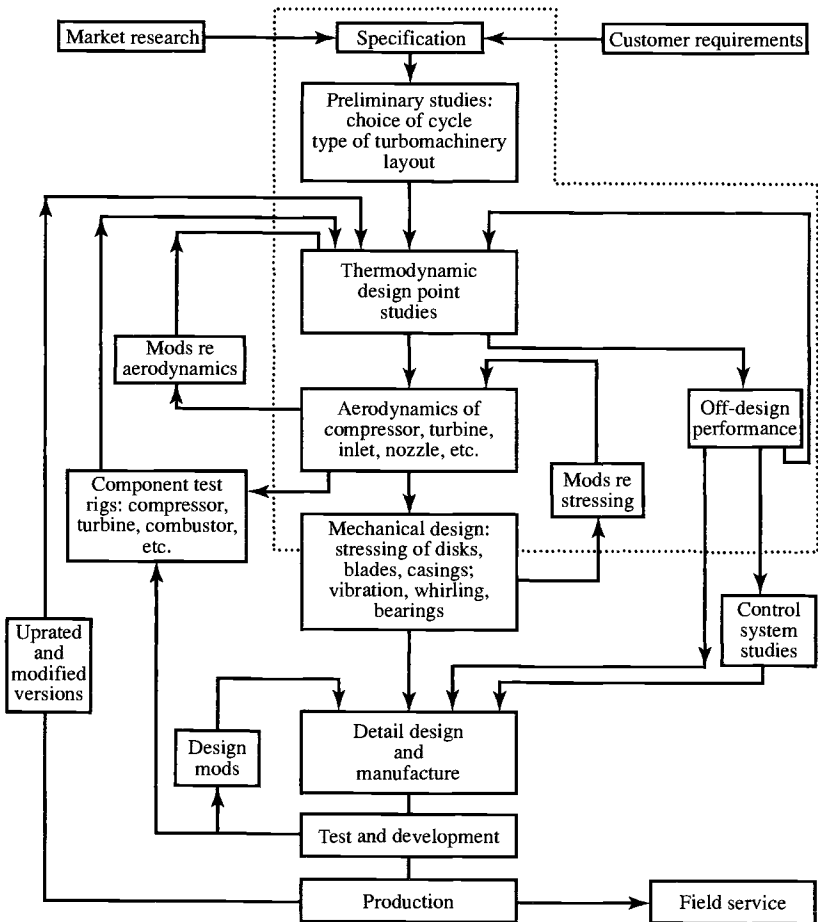 Market research
Specification
Customer requirements
Preliminary studies:
choice of cycle
type of turbomachinery
layout
Thermodynamic
design point
studies
Mods re
aerodynamics
Aerodynamics of
compressor, turbine,
inlet, nozzle, etc.
Off-design
performance
Component test
rigs: compressor,
turbine, combustor,
etc.
Mods re
stressing
Mechanical design:
stressing of disks,
blades, casings;
vibration, whirling,
bearings
Uprated
and
modified
versions
Control
system
studies
Design
mods
Detail design
and
manufacture
Test and development
Production
Field service